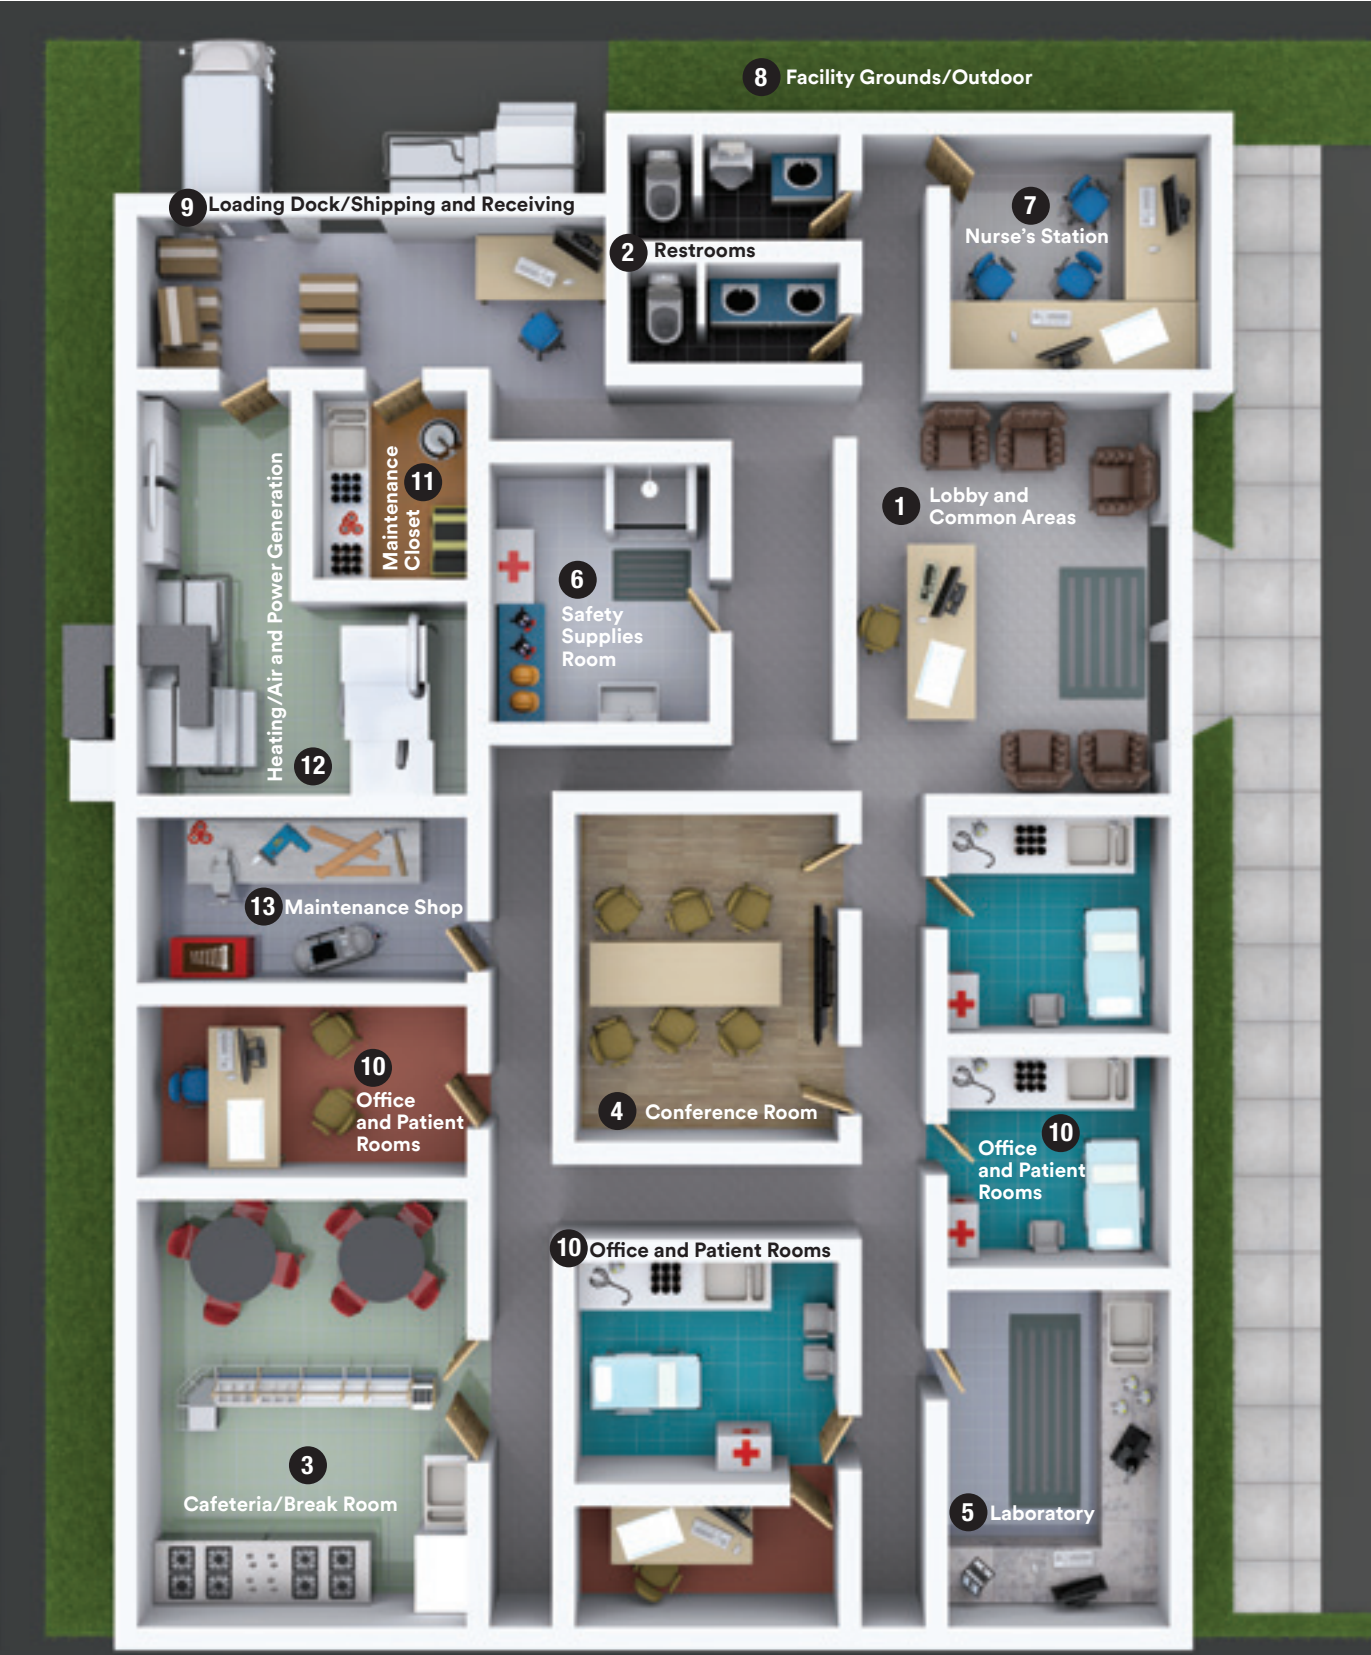 8 Facility Grounds/Outdoor
9 Loading Dock/Shipping and Receiving
7
Nurse's Station
2 Restrooms
Maintenance
Closet
11
1 Lobby and
Common Areas
Heating/Air and Power Generation
12
6
Safety
Supplies
Room
13 Maintenance Shop
10
Office
and Patient
Rooms
4 Conference Room
10
Office
and Patient
Rooms
10 Office and Patient Rooms
3
Cafeteria/Break Room
5 Laboratory